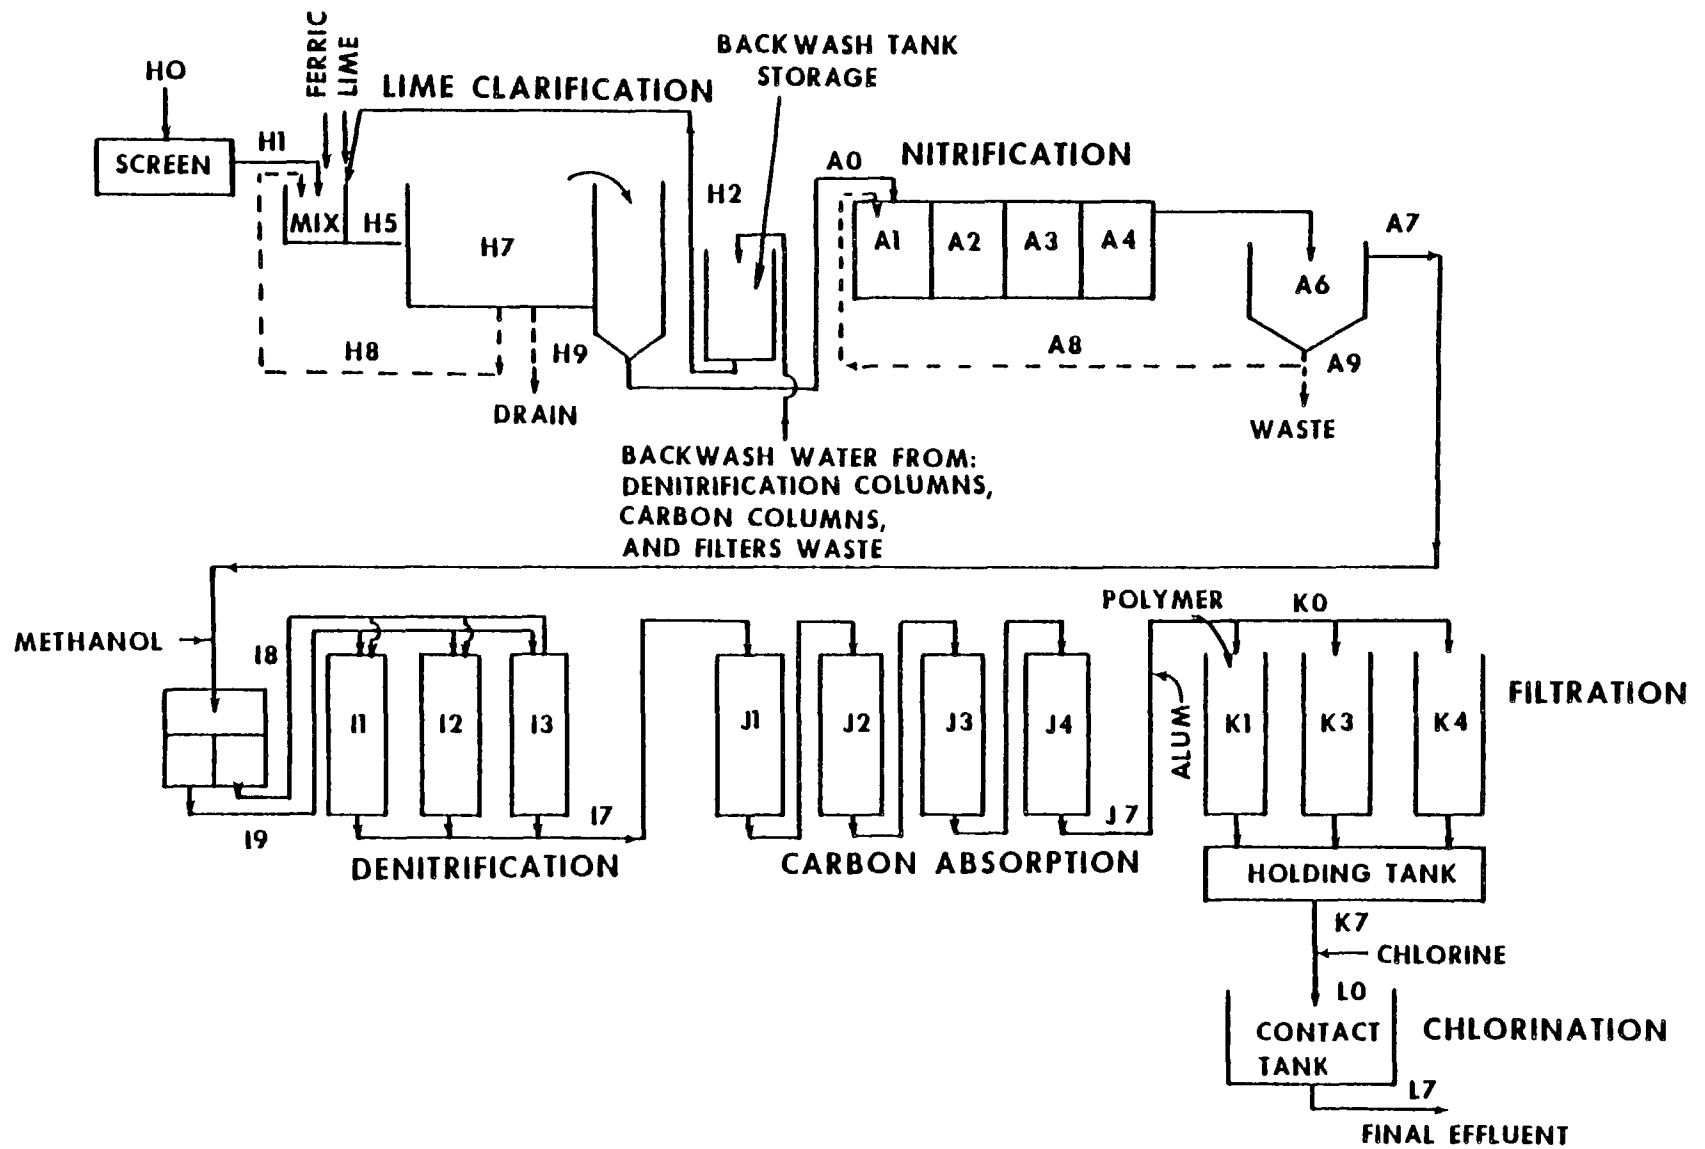 HO
FERRIC
LIME
LIME CLARIFICATION
BACKWASH TANK
STORAGE
H1
SCREEN
MIX
H5
H7
H2
AO
NITRIFICATION
A1
A2
A3
A4
A6
A7
H8
H9
A8
A9
DRAIN
WASTE
BACKWASH WATER FROM:
DENITRIFICATION COLUMNS,
CARBON COLUMNS,
AND FILTERS WASTE
METHANOL
I8
I1
I2
I3
I9
I7
DENITRIFICATION
J1
J2
J3
J4
J7
CARBON ABSORPTION
POLYMER
KO
ALUM
K1
K3
K4
FILTRATION
HOLDING TANK
K7
CHLORINE
LO
CONTACT
TANK
CHLORINATION
L7
FINAL EFFLUENT